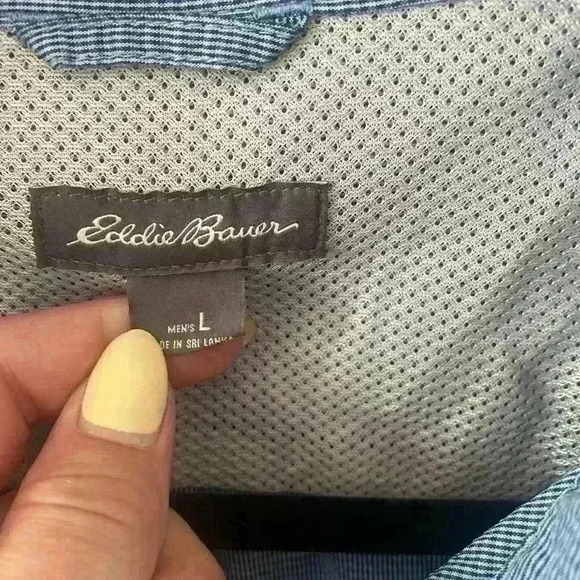 Eddie Bauer
MEN'S L
DE IN SRI LANKA